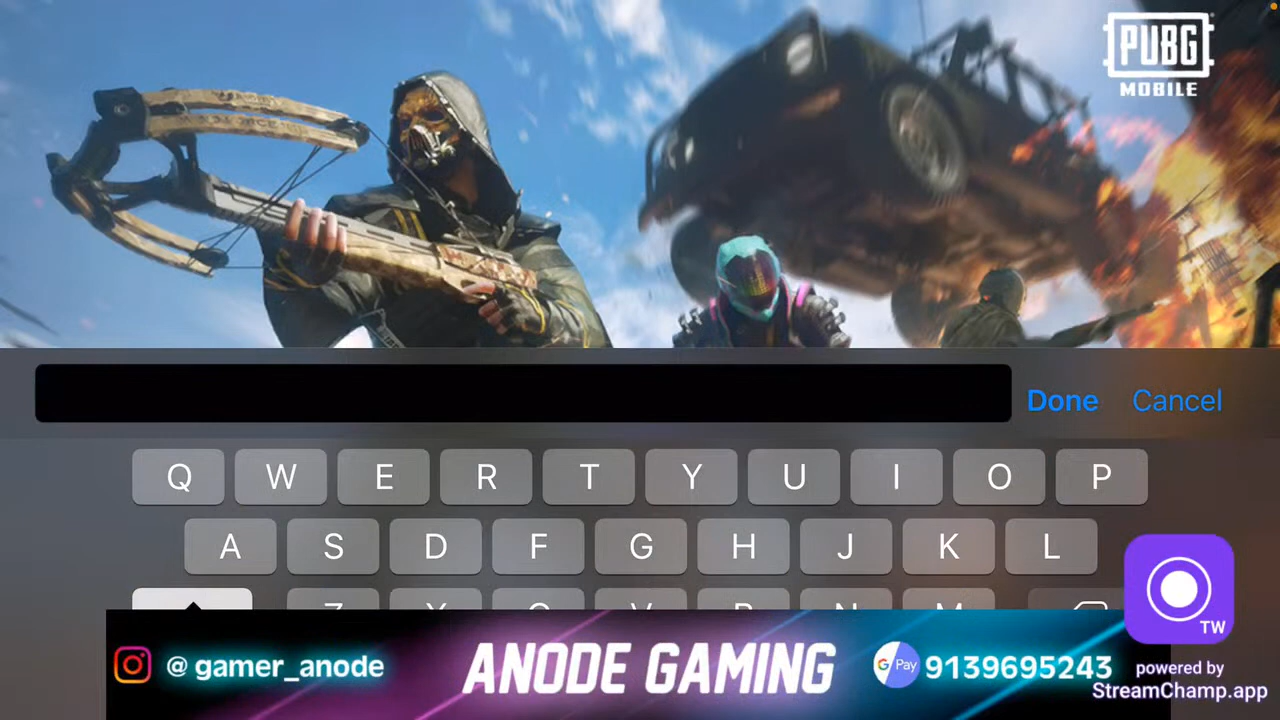 PUBG
MOBILE
Done Cancel
Q W E R T Y U I O P
A S D F G H J K L
Z X C V B N M
@ gamer_anode ANODE GAMING G Pay 9139695243
TW
powered by
StreamChamp.app